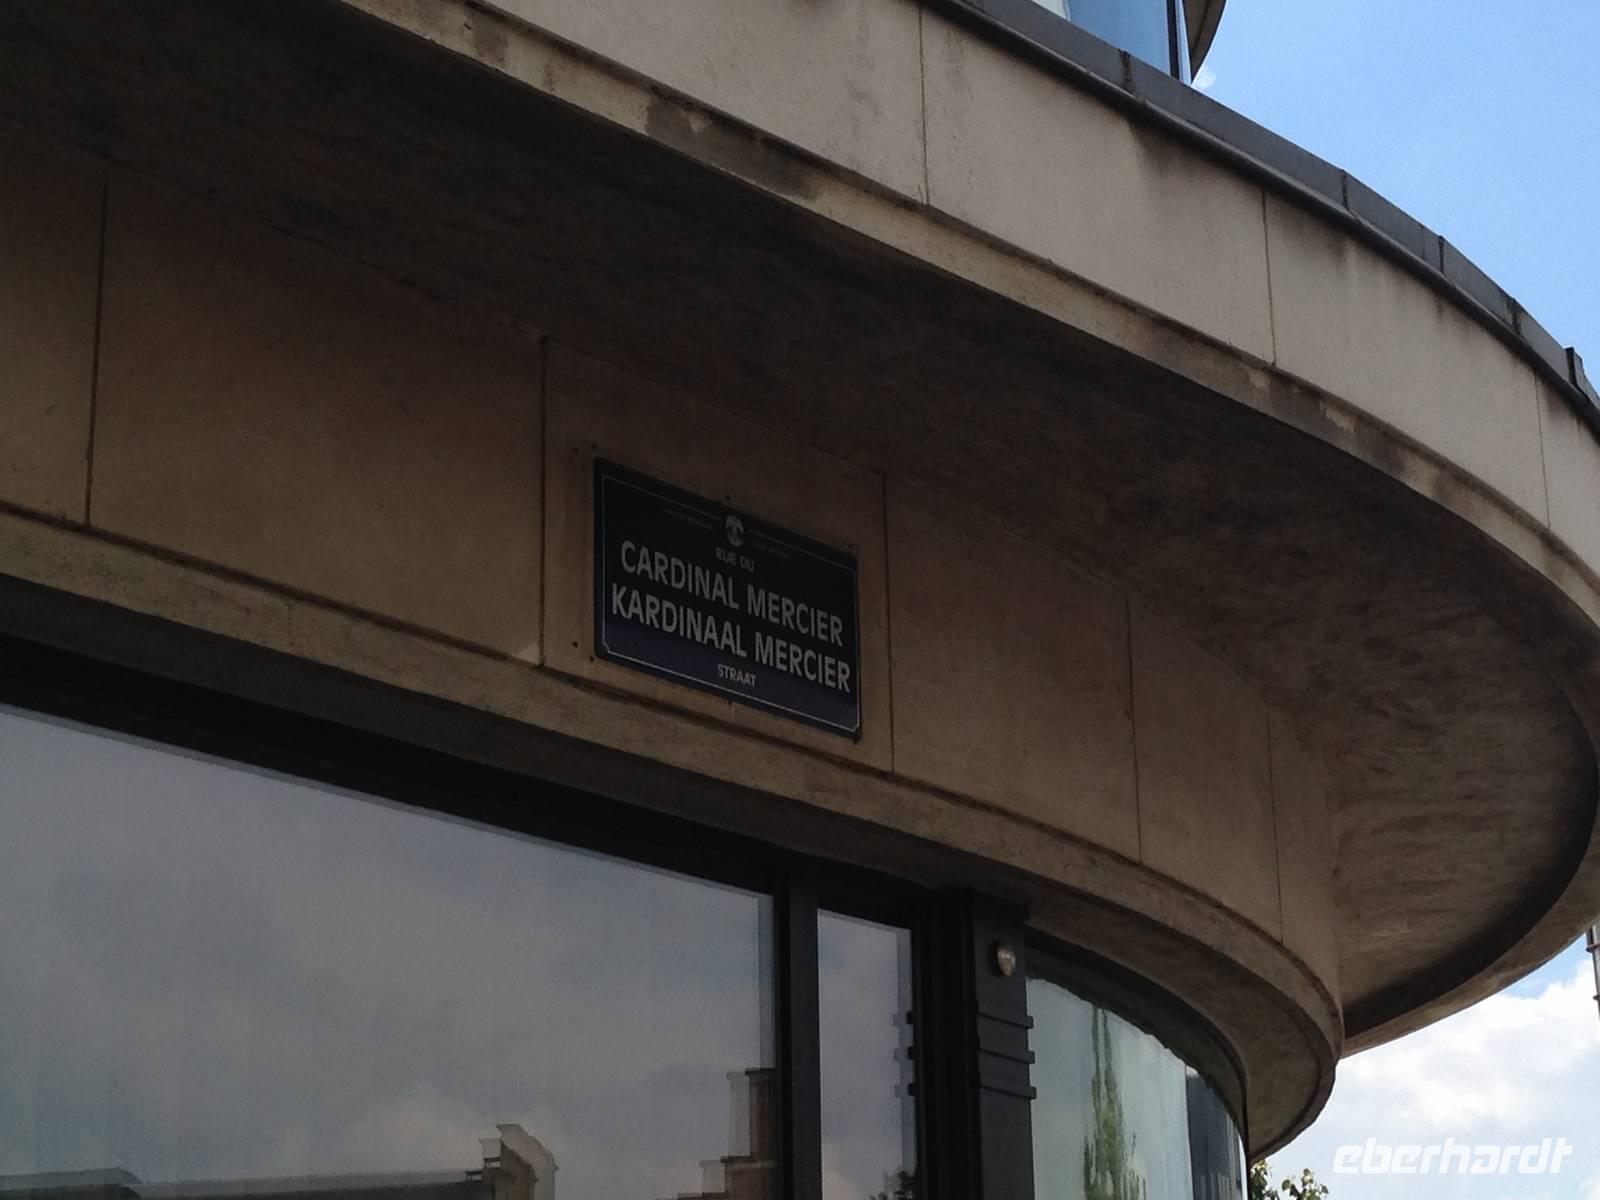 RUE DU
CARDINAL MERCIER
KARDINAAL MERCIER
STRAAT
eberhardt